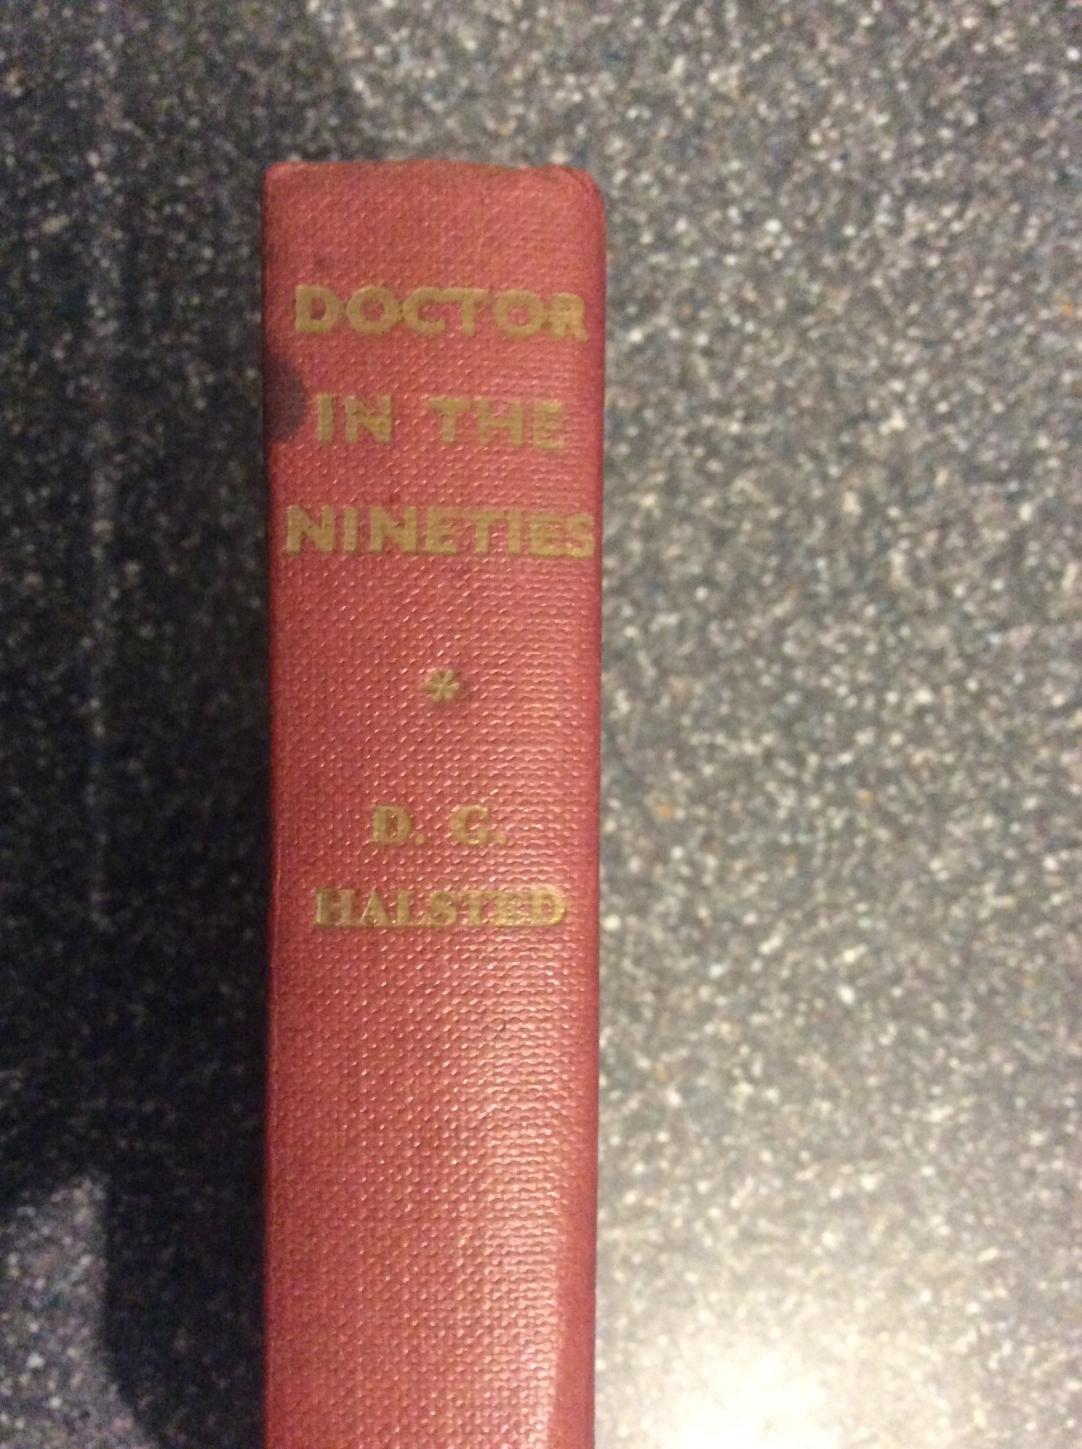 DOCTOR
IN THE
NINETIES
*
D. G.
HALSTED